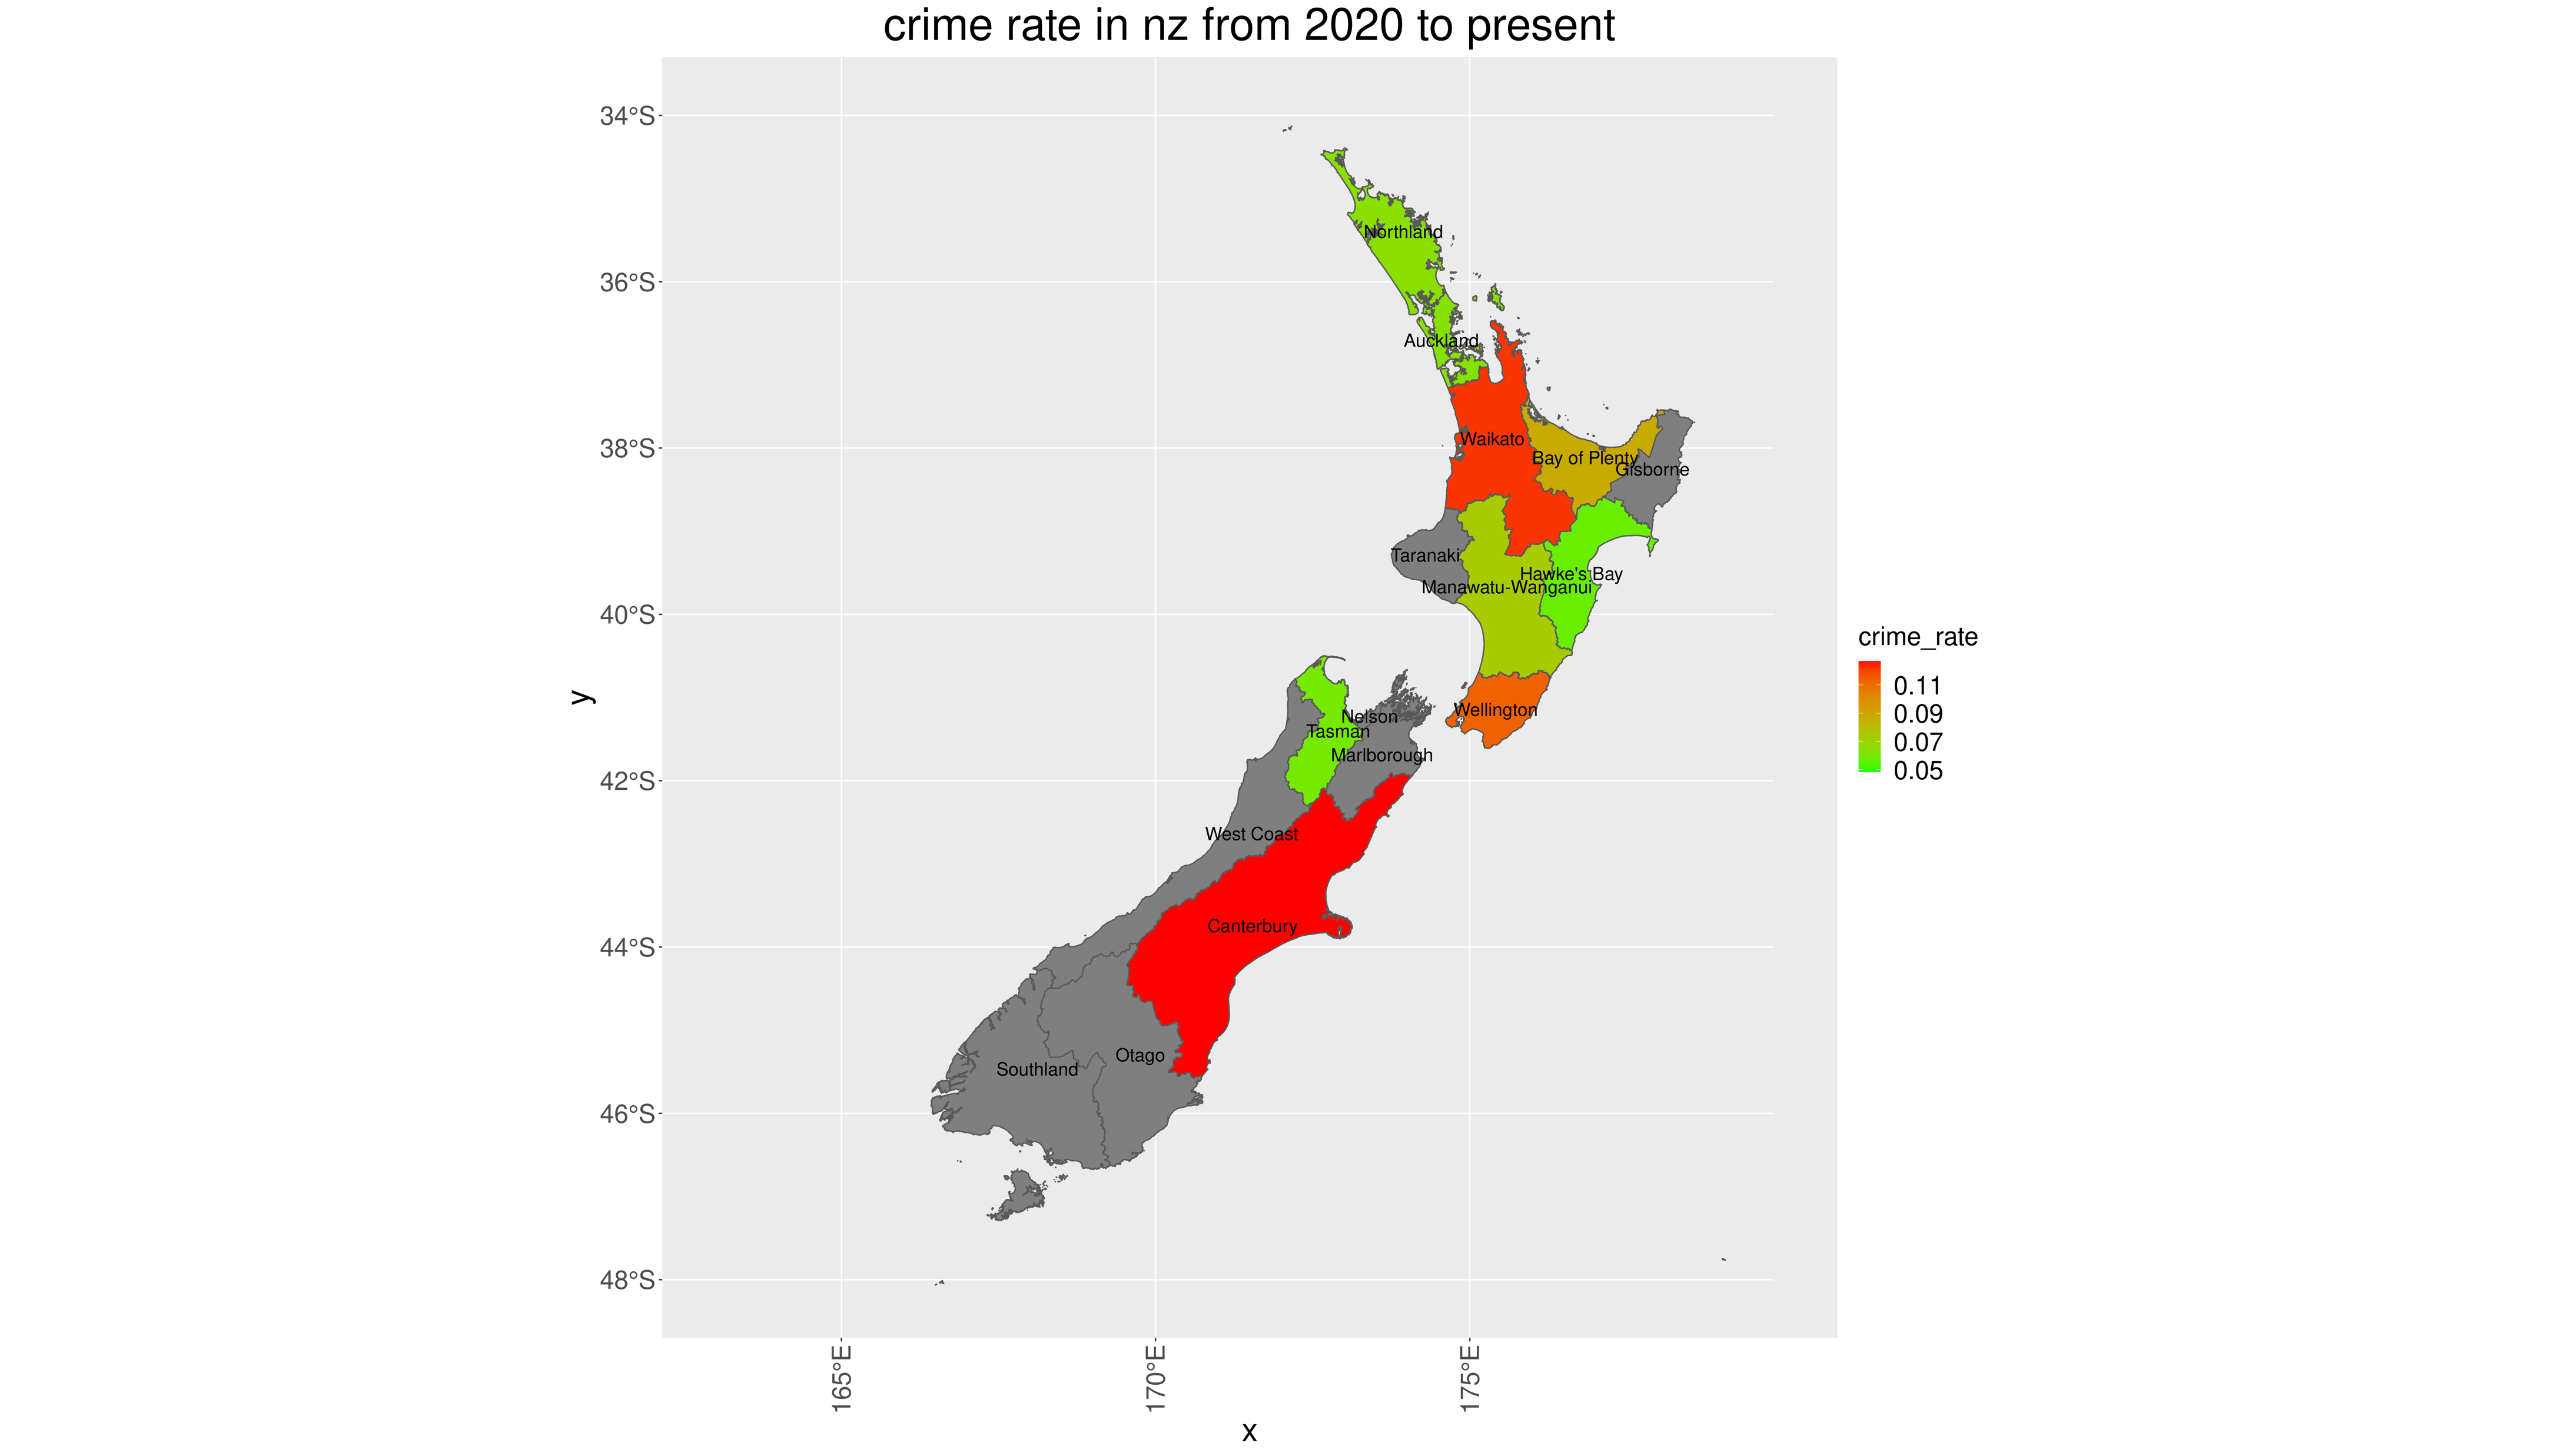 crime rate in nz from 2020 to present
34°S
36°S
38°S
40°S
42°S
44°S
46°S
48°S
y
Northland
Auckland
Waikato
Bay of Plenty
Gisborne
Taranaki
Hawke's Bay
Manawatu-Wanganui
Wellington
Nelson
Tasman
Marlborough
West Coast
Canterbury
Otago
Southland
crime_rate
0.11
0.09
0.07
0.05
165°E
170°E
175°E
x